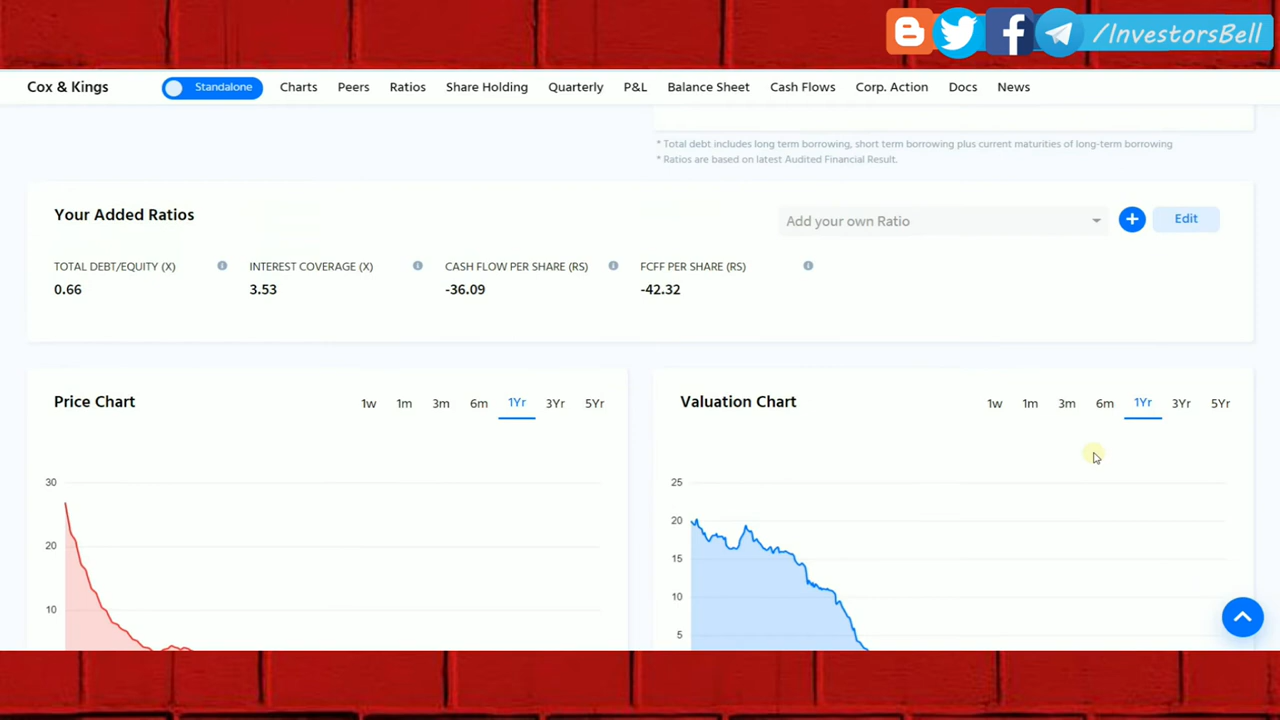 /InvestorsBell
Cox & Kings Standalone Charts Peers Ratios Share Holding Quarterly P&L Balance Sheet Cash Flows Corp. Action Docs News
* Total debt includes long term borrowing, short term borrowing plus current maturities of long-term borrowing
* Ratios are based on latest Audited Financial Result.
Your Added Ratios Add your own Ratio + Edit
TOTAL DEBT/EQUITY (X) INTEREST COVERAGE (X) CASH FLOW PER SHARE (RS) FCFF PER SHARE (RS)
0.66 3.53 -36.09 -42.32
Price Chart 1w 1m 3m 6m 1Yr 3Yr 5Yr
30
20
10
Valuation Chart 1w 1m 3m 6m 1Yr 3Yr 5Yr
25
20
15
10
5